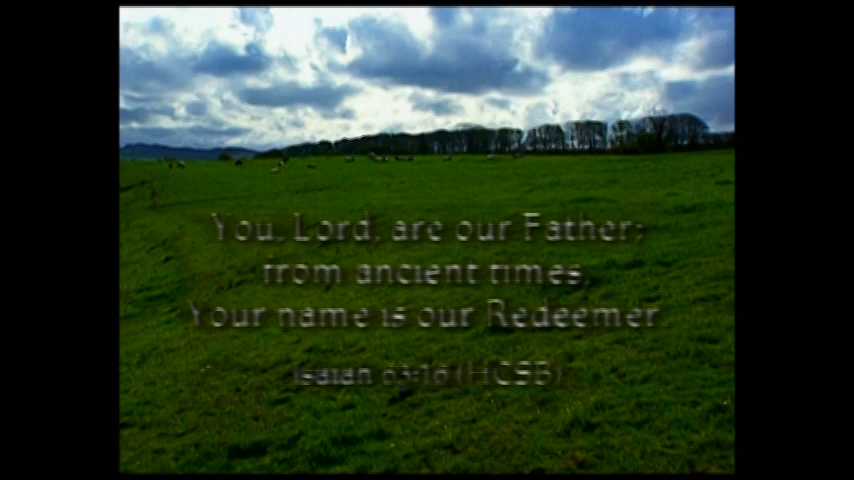 You, Lord, are our Father;
from ancient times,
Your name is our Redeemer.
Isaiah 63:16 (HCSB)